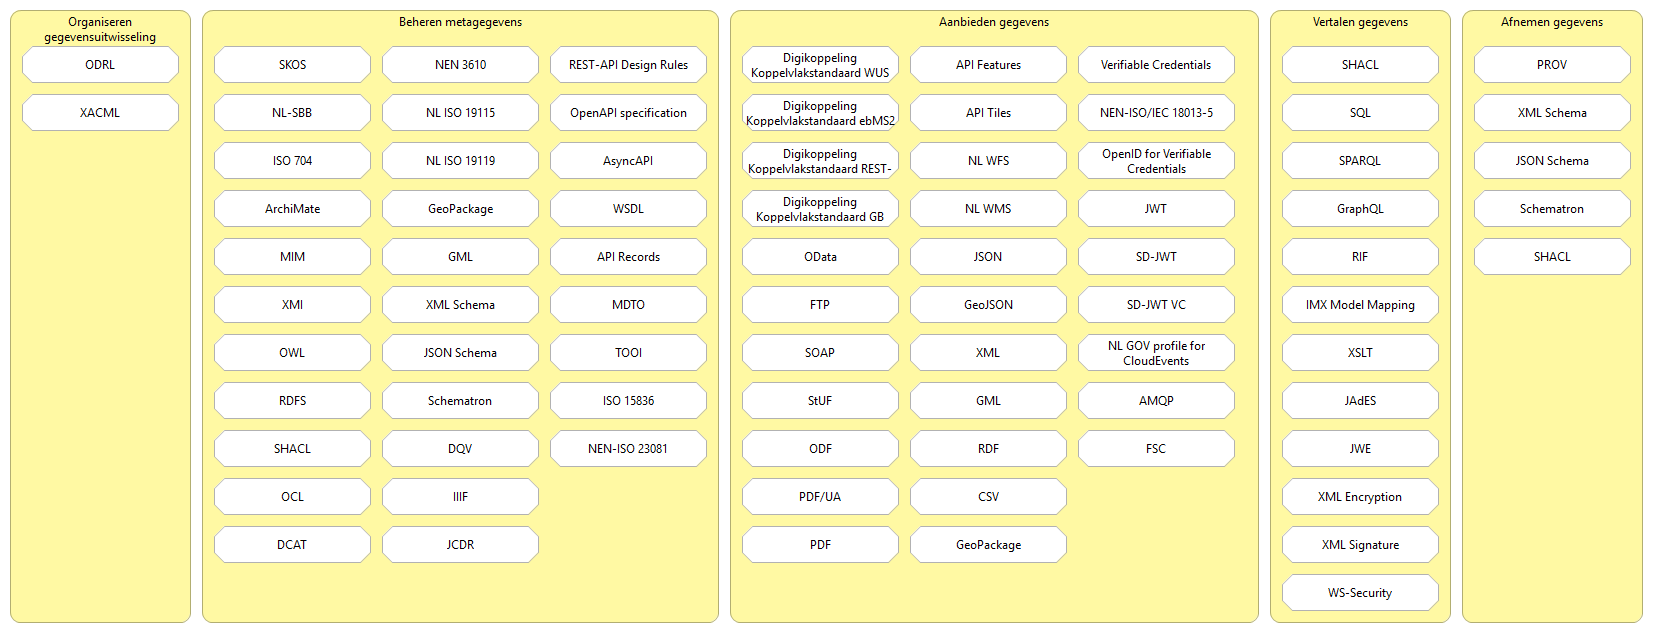 Organiseren
gegevensuitwisseling
ODRL
XACML
Beheren metagegevens
SKOS
NL-SBB
ISO 704
ArchiMate
MIM
XMI
OWL
RDFS
SHACL
OCL
DCAT
NEN 3610
NL ISO 19115
NL ISO 19119
GeoPackage
GML
XML Schema
JSON Schema
Schematron
DQV
IIIF
JCDR
REST-API Design Rules
OpenAPI specification
AsyncAPI
WSDL
API Records
MDTO
TOOI
ISO 15836
NEN-ISO 23081
Aanbieden gegevens
Digikoppeling
Koppelvlakstandaard WUS
Digikoppeling
Koppelvlakstandaard ebMS2
Digikoppeling
Koppelvlakstandaard REST-
Digikoppeling
Koppelvlakstandaard GB
OData
FTP
SOAP
StUF
ODF
PDF/UA
PDF
API Features
API Tiles
NL WFS
NL WMS
JSON
GeoJSON
XML
GML
RDF
CSV
GeoPackage
Verifiable Credentials
NEN-ISO/IEC 18013-5
OpenID for Verifiable
Credentials
JWT
SD-JWT
SD-JWT VC
NL GOV profile for
CloudEvents
AMQP
FSC
Vertalen gegevens
SHACL
SQL
SPARQL
GraphQL
RIF
IMX Model Mapping
XSLT
JAdES
JWE
XML Encryption
XML Signature
WS-Security
Afnemen gegevens
PROV
XML Schema
JSON Schema
Schematron
SHACL